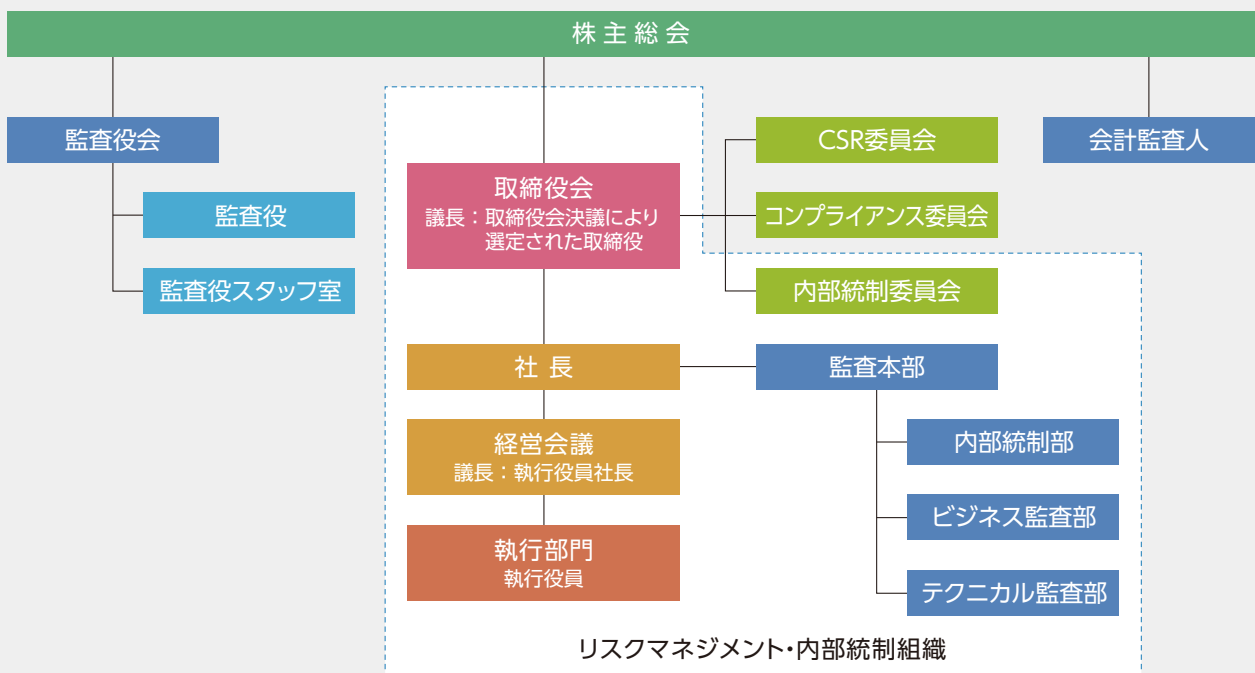 株主総会
監査役会
監査役
監査役スタッフ室
取締役会
議長：取締役会決議により
選定された取締役
CSR委員会
コンプライアンス委員会
内部統制委員会
会計監査人
社長
監査本部
経営会議
議長：執行役員社長
執行部門
執行役員
内部統制部
ビジネス監査部
テクニカル監査部
リスクマネジメント・内部統制組織